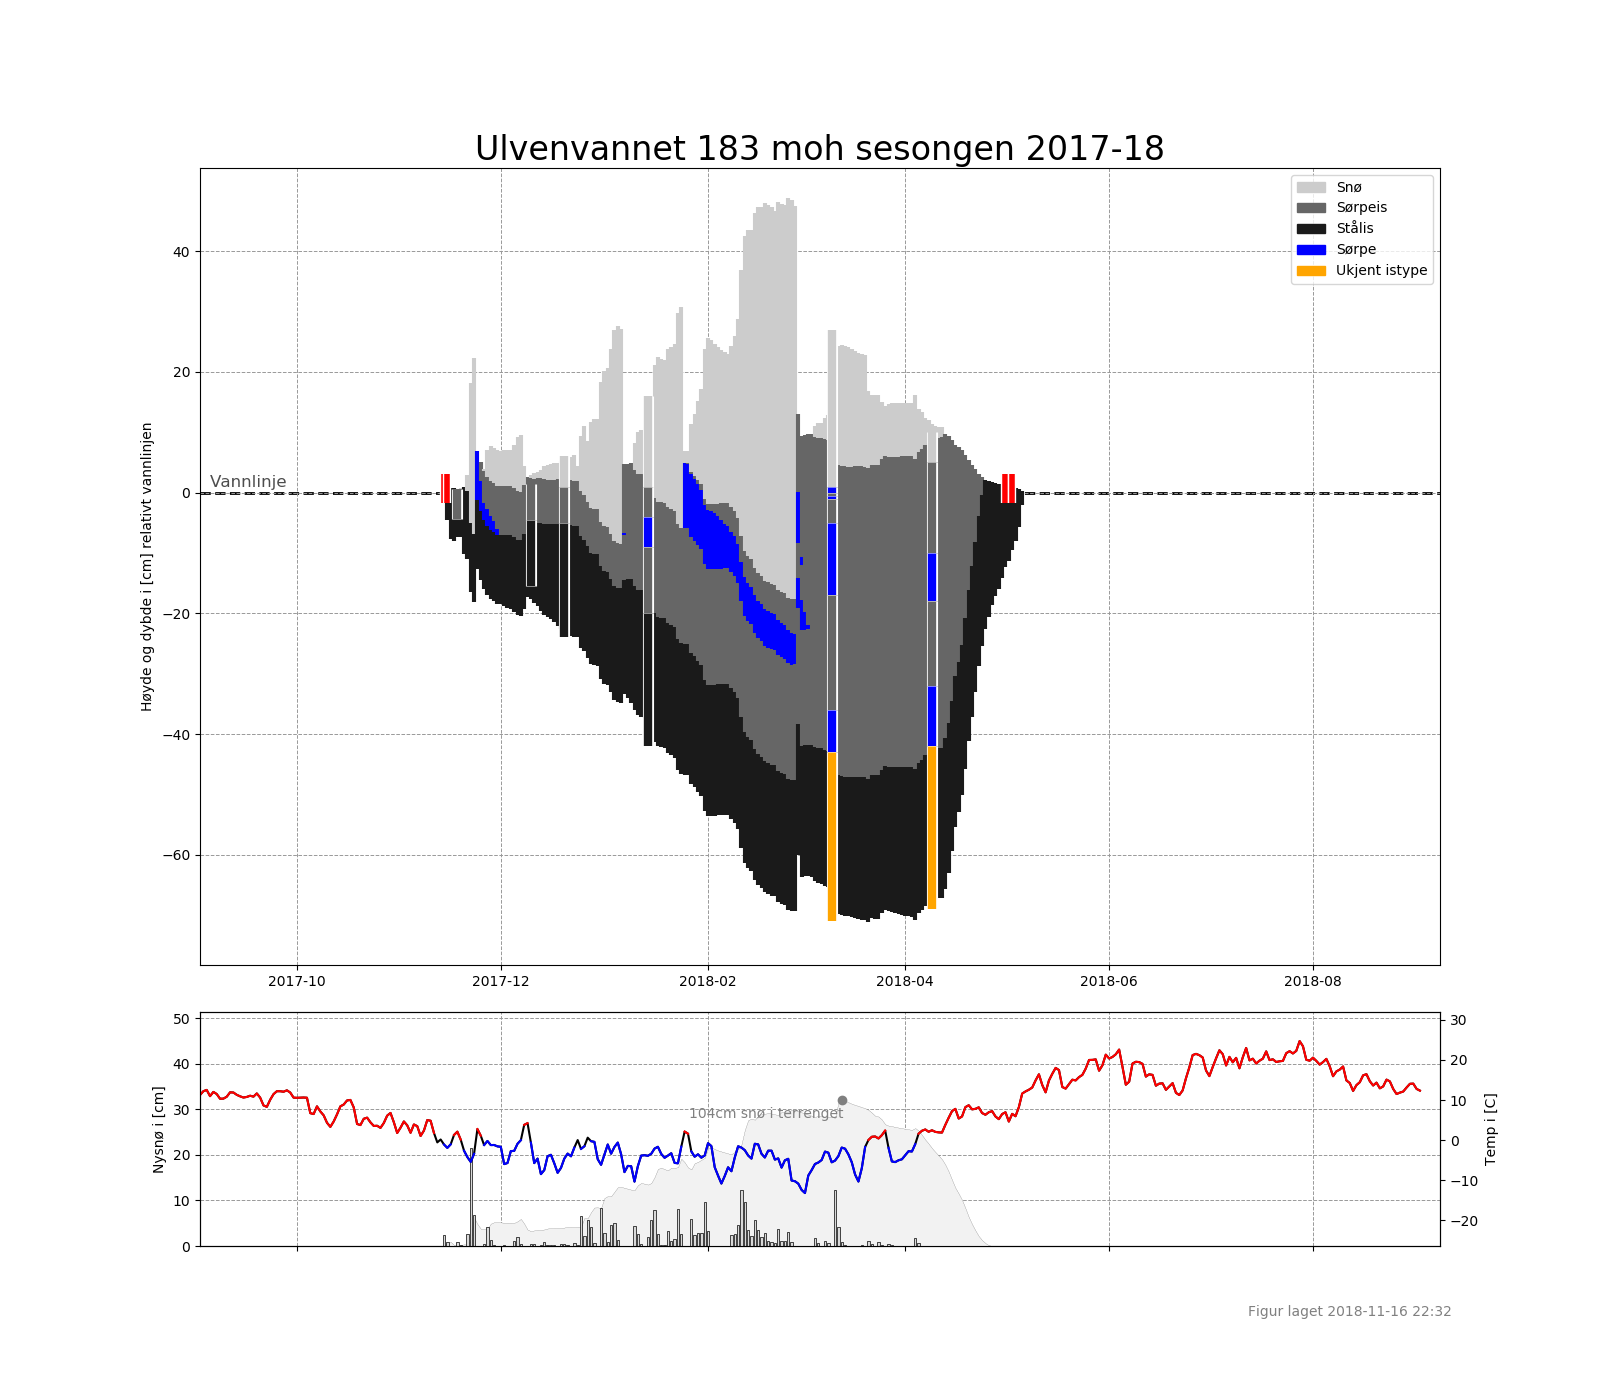 Ulvenvannet 183 moh sesongen 2017-18
Snø
Sørpeis
Stålis
Sørpe
Ukjent istype
Høyde og dybde i [cm] relativt vannlinjen
40
20
0
−20
−40
−60
Vannlinje
2017-10 2017-12 2018-02 2018-04 2018-06 2018-08
Nysnø i [cm]
50
40
30
20
10
0
104cm snø i terrenget
30
20
10
0
−10
−20
Temp i [C]
Figur laget 2018-11-16 22:32